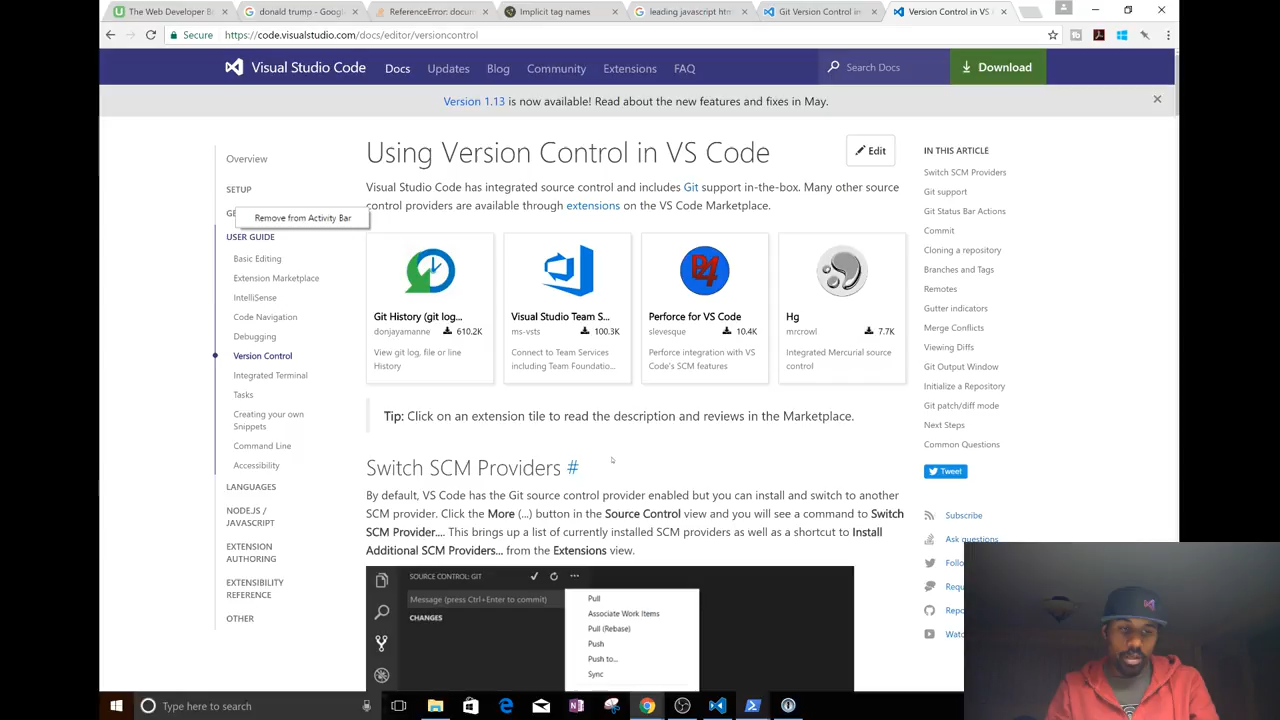 The Web Developer B
donald trump - Goog
ReferenceError: docum
Implicit tag names
leading javascript htm
Git Version Control in
Version Control in VS
Secure
https://code.visualstudio.com/docs/editor/versioncontrol
Visual Studio Code
Docs
Updates
Blog
Community
Extensions
FAQ
Search Docs
Download
Version 1.13 is now available! Read about the new features and fixes in May.
Overview
SETUP
GE
Remove from Activity Bar
USER GUIDE
Basic Editing
Extension Marketplace
IntelliSense
Code Navigation
Debugging
Version Control
Integrated Terminal
Tasks
Creating your own
Snippets
Command Line
Accessibility
LANGUAGES
NODE.JS /
JAVASCRIPT
EXTENSION
AUTHORING
EXTENSIBILITY
REFERENCE
OTHER
Using Version Control in VS Code
Edit
Visual Studio Code has integrated source control and includes Git support in-the-box. Many other source
control providers are available through extensions on the VS Code Marketplace.
Git History (git log...
donjayamanne 610.2K
View git log, file or line
History
Visual Studio Team S...
ms-vsts 100.3K
Connect to Team Services
including Team Foundatio...
Perforce for VS Code
slevesque 10.4K
Perforce integration with VS
Code's SCM features
Hg
mrcrowl 7.7K
Integrated Mercurial source
control
Tip: Click on an extension tile to read the description and reviews in the Marketplace.
Switch SCM Providers #
By default, VS Code has the Git source control provider enabled but you can install and switch to another
SCM provider. Click the More (...) button in the Source Control view and you will see a command to Switch
SCM Provider.... This brings up a list of currently installed SCM providers as well as a shortcut to Install
Additional SCM Providers... from the Extensions view.
SOURCE CONTROL: GIT
Message (press Ctrl+Enter to commit)
CHANGES
Pull
Associate Work Items
Pull (Rebase)
Push
Push to...
Sync
IN THIS ARTICLE
Switch SCM Providers
Git support
Git Status Bar Actions
Commit
Cloning a repository
Branches and Tags
Remotes
Gutter indicators
Merge Conflicts
Viewing Diffs
Git Output Window
Initialize a Repository
Git patch/diff mode
Next Steps
Common Questions
Tweet
Subscribe
Ask questions
Follo
Requ
Repo
Watc
Type here to search